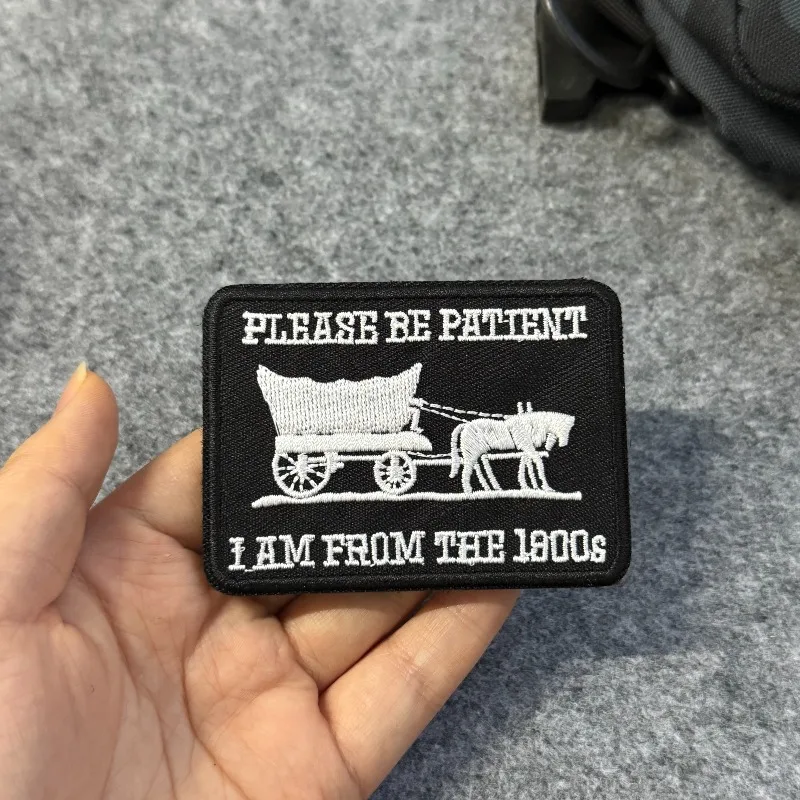 PLEASE BE PATIENT
I AM FROM THE 1900s